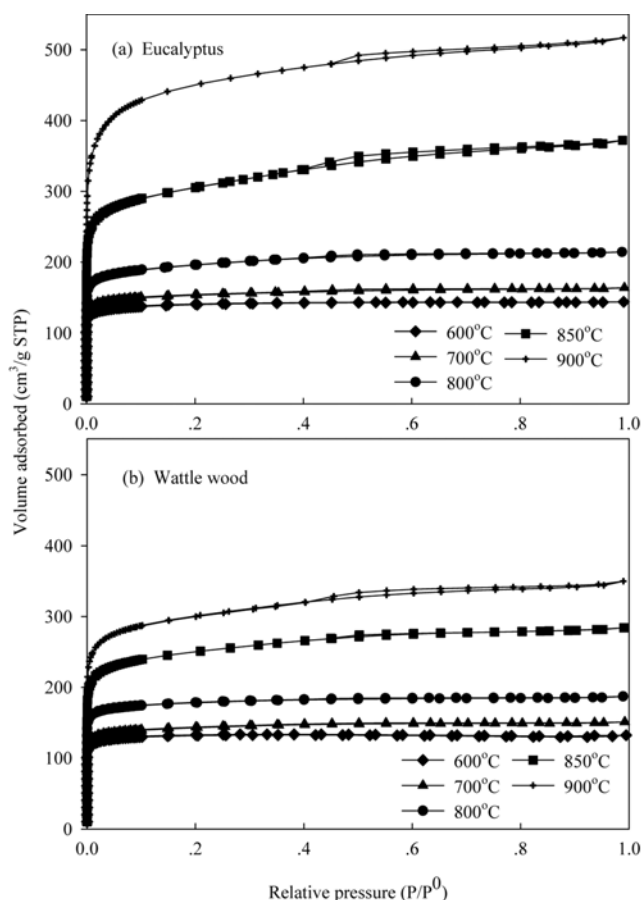 (a) Eucalyptus
500
400
300
200
100
0
600°C
850°C
700°C
900°C
800°C
0.0
.2
.4
.6
.8
1.0
Volume adsorbed (cm³/g STP)
(b) Wattle wood
500
400
300
200
100
0
600°C
850°C
700°C
900°C
800°C
0.0
.2
.4
.6
.8
1.0
Relative pressure (P/P⁰)